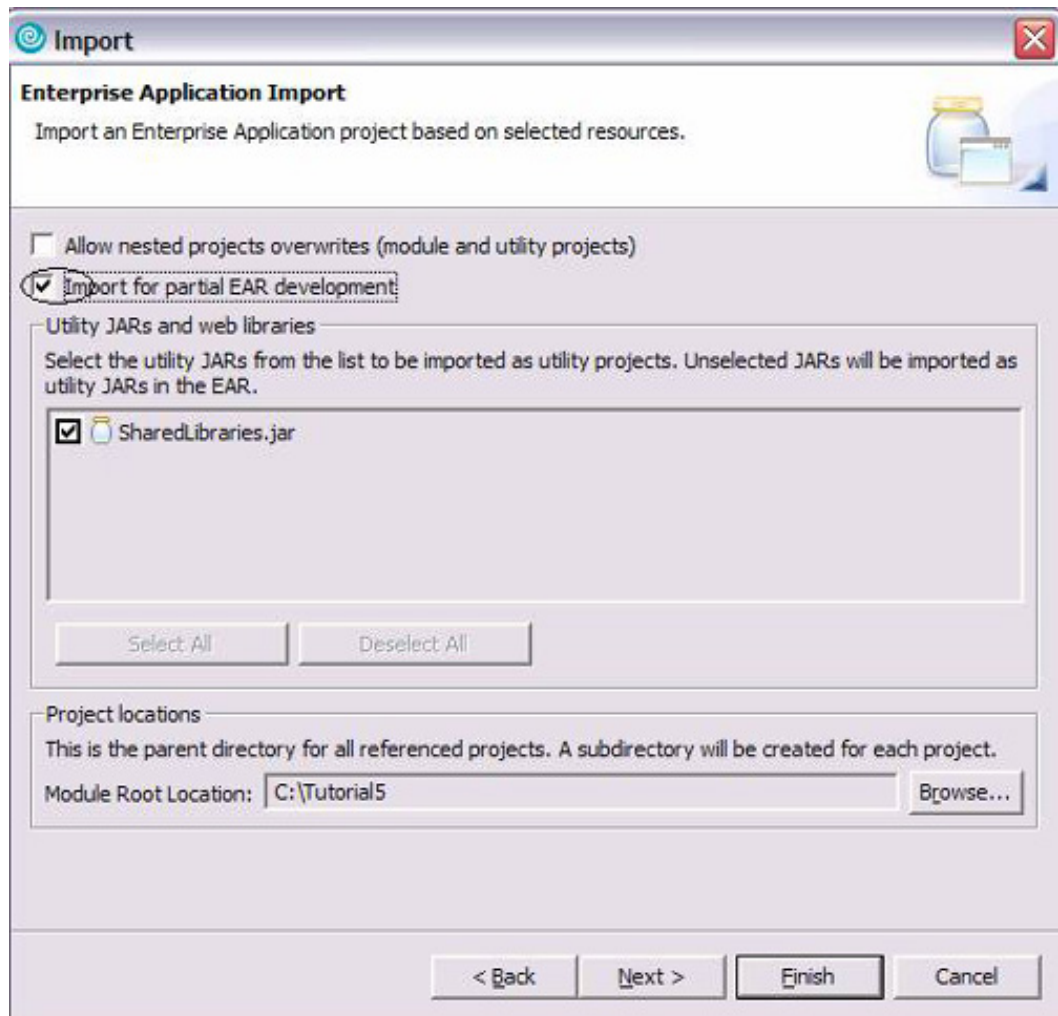 Import
Enterprise Application Import
Import an Enterprise Application project based on selected resources.
Allow nested projects overwrites (module and utility projects)
Import for partial EAR development
Utility JARs and web libraries
Select the utility JARs from the list to be imported as utility projects. Unselected JARs will be imported as
utility JARs in the EAR.
SharedLibraries.jar
Select All
Deselect All
Project locations
This is the parent directory for all referenced projects. A subdirectory will be created for each project.
Module Root Location: C:\Tutorial5 Browse...
< Back Next > Finish Cancel